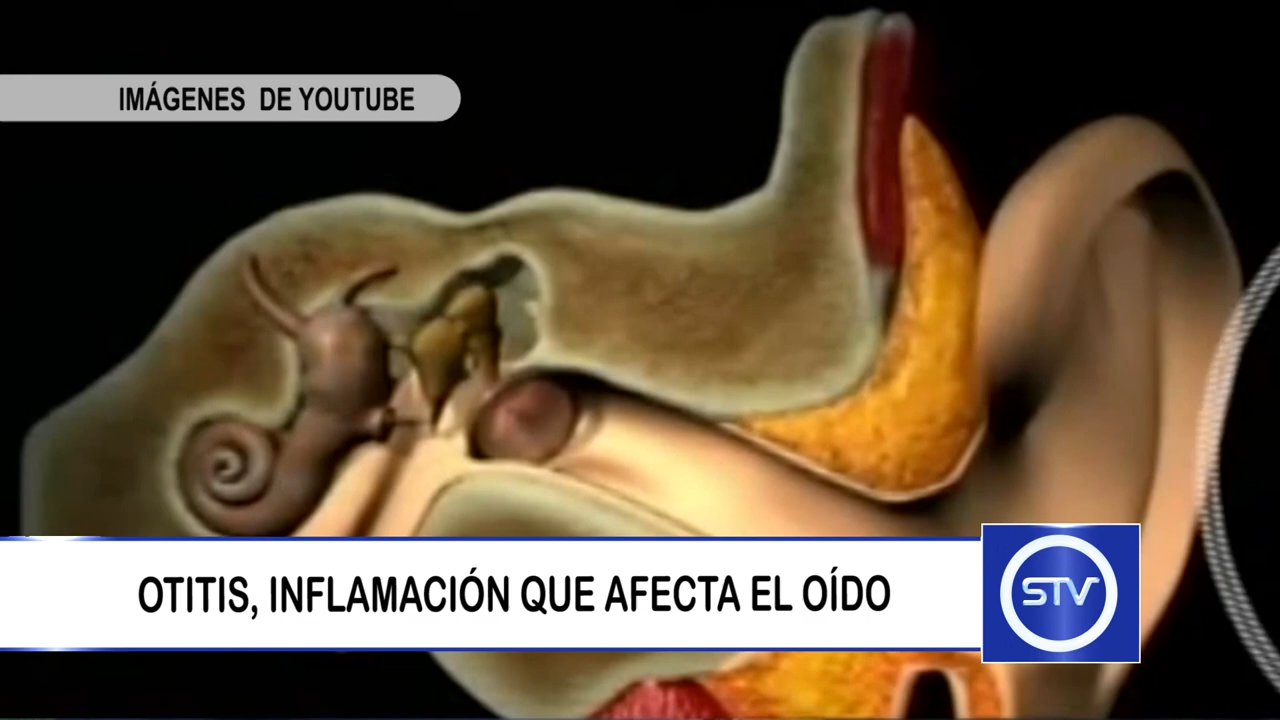 IMÁGENES DE YOUTUBE
OTITIS, INFLAMACIÓN QUE AFECTA EL OÍDO
STV